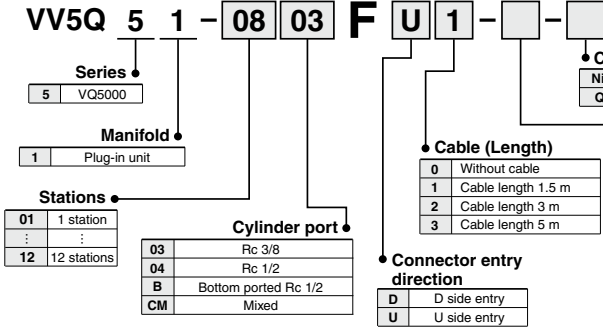 VV5Q 5 1 - 08 03 F U 1 - -
Series
5 VQ5000
Manifold
1 Plug-in unit
Stations
01 1 station
⋮ ⋮
12 12 stations
Cylinder port
03 Rc 3/8
04 Rc 1/2
B Bottom ported Rc 1/2
CM Mixed
Cable (Length)
0 Without cable
1 Cable length 1.5 m
2 Cable length 3 m
3 Cable length 5 m
Connector entry
direction
D D side entry
U U side entry
C
Q